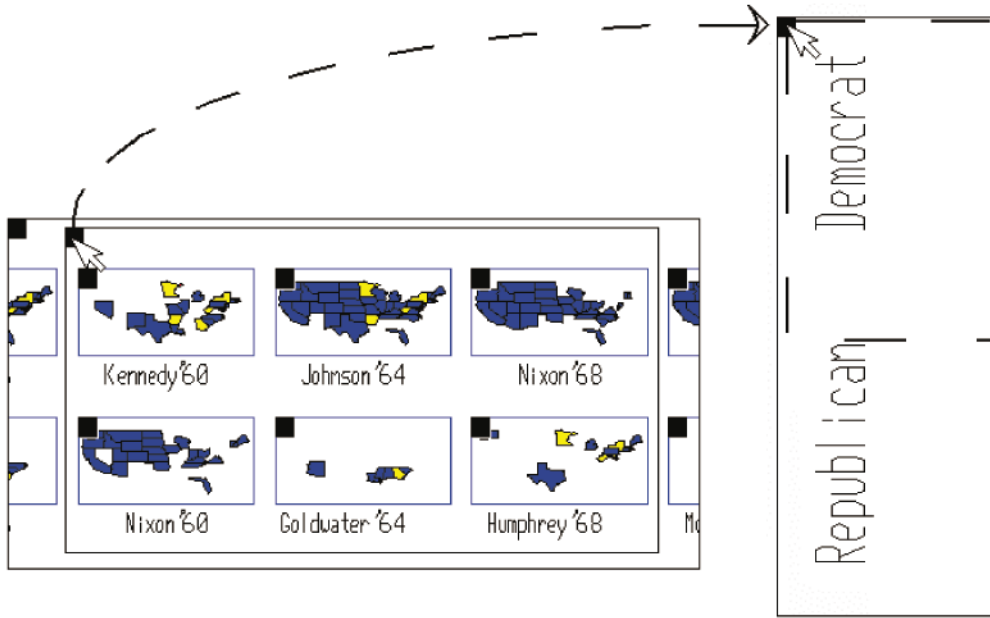 Democrat
Republican
Kennedy '60
Johnson '64
Nixon '68
Nixon '60
Goldwater '64
Humphrey '68